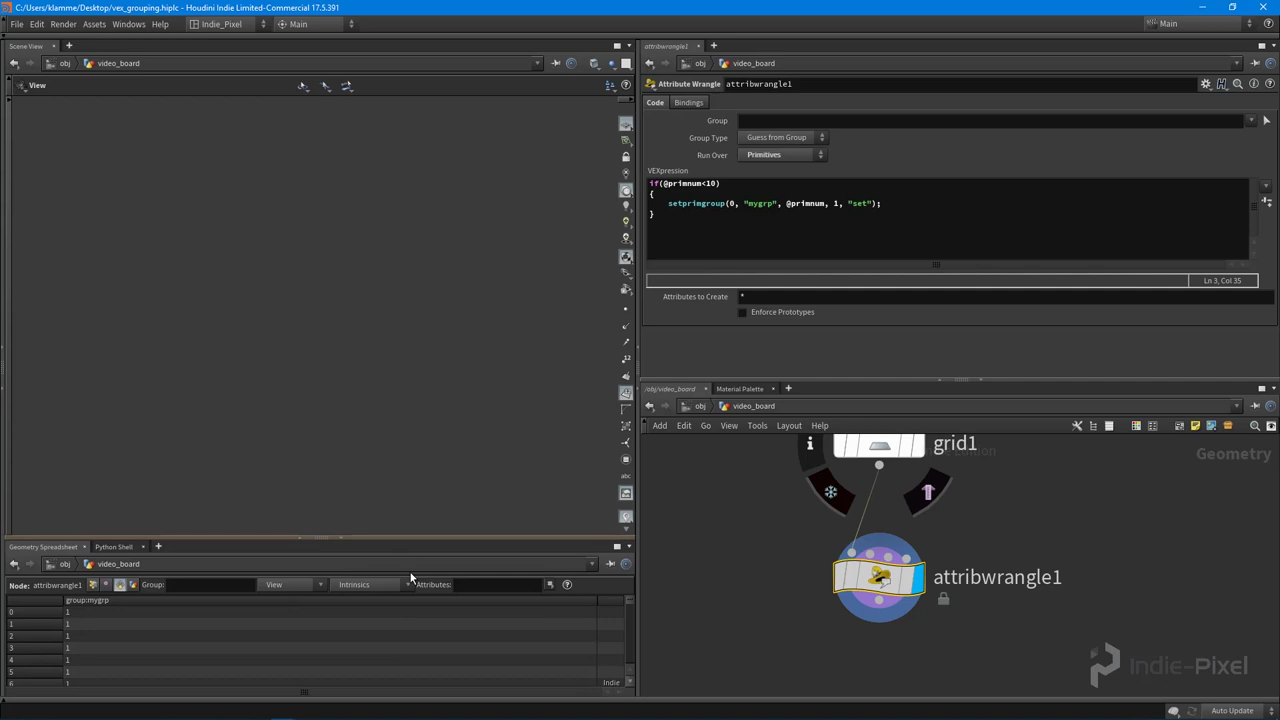 C:/Users/klamme/Desktop/vex_grouping.hiplc - Houdini Indie Limited-Commercial 17.5.391
File Edit Render Assets Windows Help Indie_Pixel Main Main
Scene View
obj video_board
View
abc
12
attribwrangle1
obj video_board
Attribute Wrangle attribwrangle1
Code Bindings
Group
Group Type Guess from Group
Run Over Primitives
VEXpression
if(@primnum<10)
{
setprimgroup(0, "mygrp", @primnum, 1, "set");
}
Ln 3, Col 35
Attributes to Create *
Enforce Prototypes
/obj/video_board Material Palette
obj video_board
Add Edit Go View Tools Layout Help
Geometry
grid1
attribwrangle1
Indie-Pixel
Geometry Spreadsheet Python Shell
obj video_board
Node: attribwrangle1 Group: View Intrinsics Attributes:
group:mygrp
0 1
1 1
2 1
3 1
4 1
5 1
6 1
Indie
Auto Update